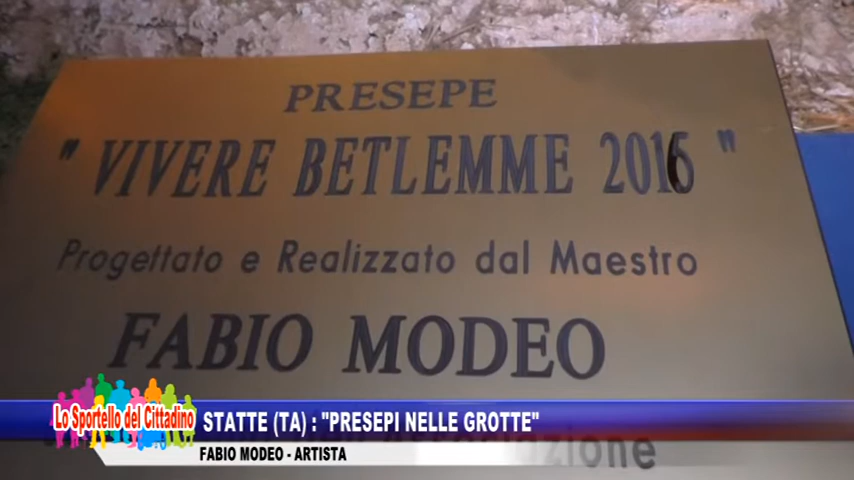 PRESEPE
" VIVERE BETLEMME 2016 "
Progettato e Realizzato dal Maestro
FABIO MODEO
Lo Sportello del Cittadino
STATTE (TA) : "PRESEPI NELLE GROTTE"
FABIO MODEO - ARTISTA